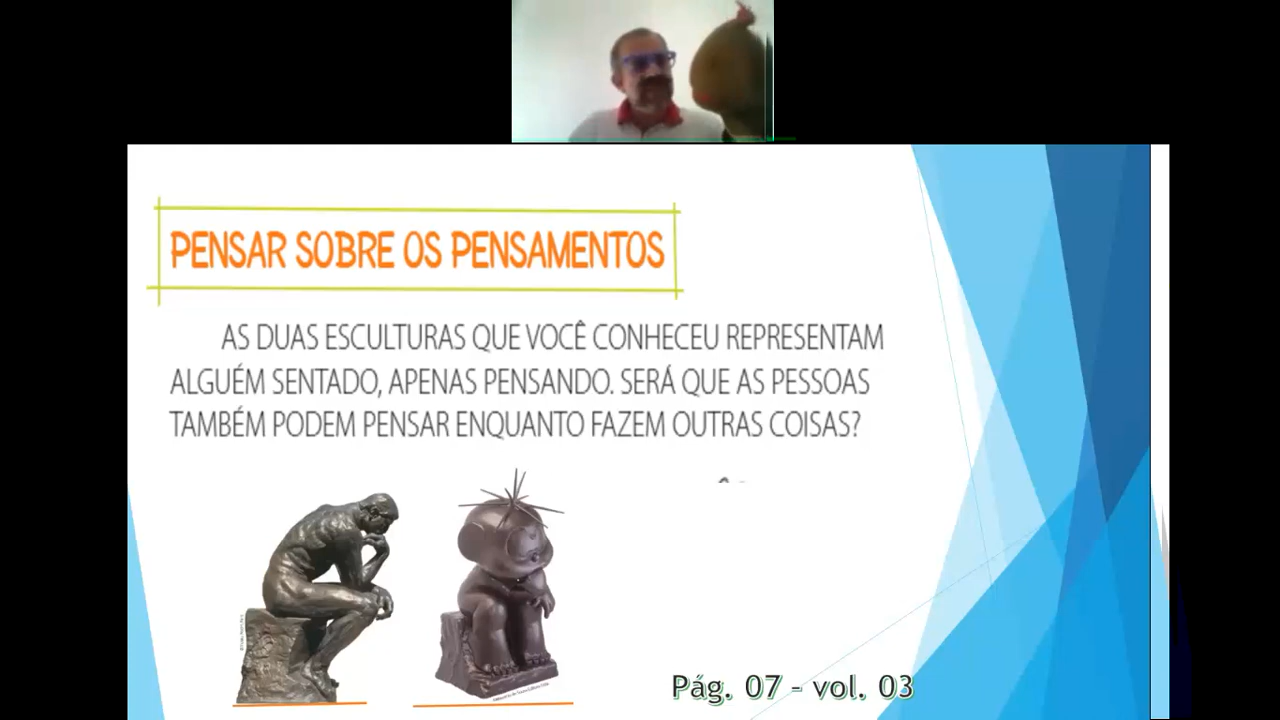 PENSAR SOBRE OS PENSAMENTOS
AS DUAS ESCULTURAS QUE VOCÊ CONHECEU REPRESENTAM
ALGUÉM SENTADO, APENAS PENSANDO. SERÁ QUE AS PESSOAS
TAMBÉM PODEM PENSAR ENQUANTO FAZEM OUTRAS COISAS?
Pág. 07 - vol. 03